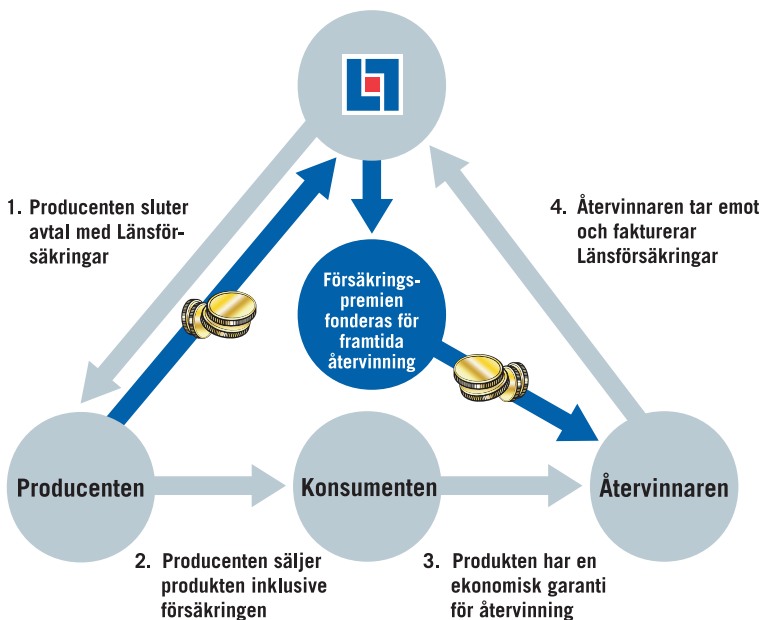 1. Producenten sluter
avtal med Länsför-
säkringar
4. Återvinnaren tar emot
och fakturerar
Länsförsäkringar
Försäkrings-
premien
fonderas för
framtida
återvinning
Producenten
Konsumenten
Återvinnaren
2. Producenten säljer
produkten inklusive
försäkringen
3. Produkten har en
ekonomisk garanti
för återvinning